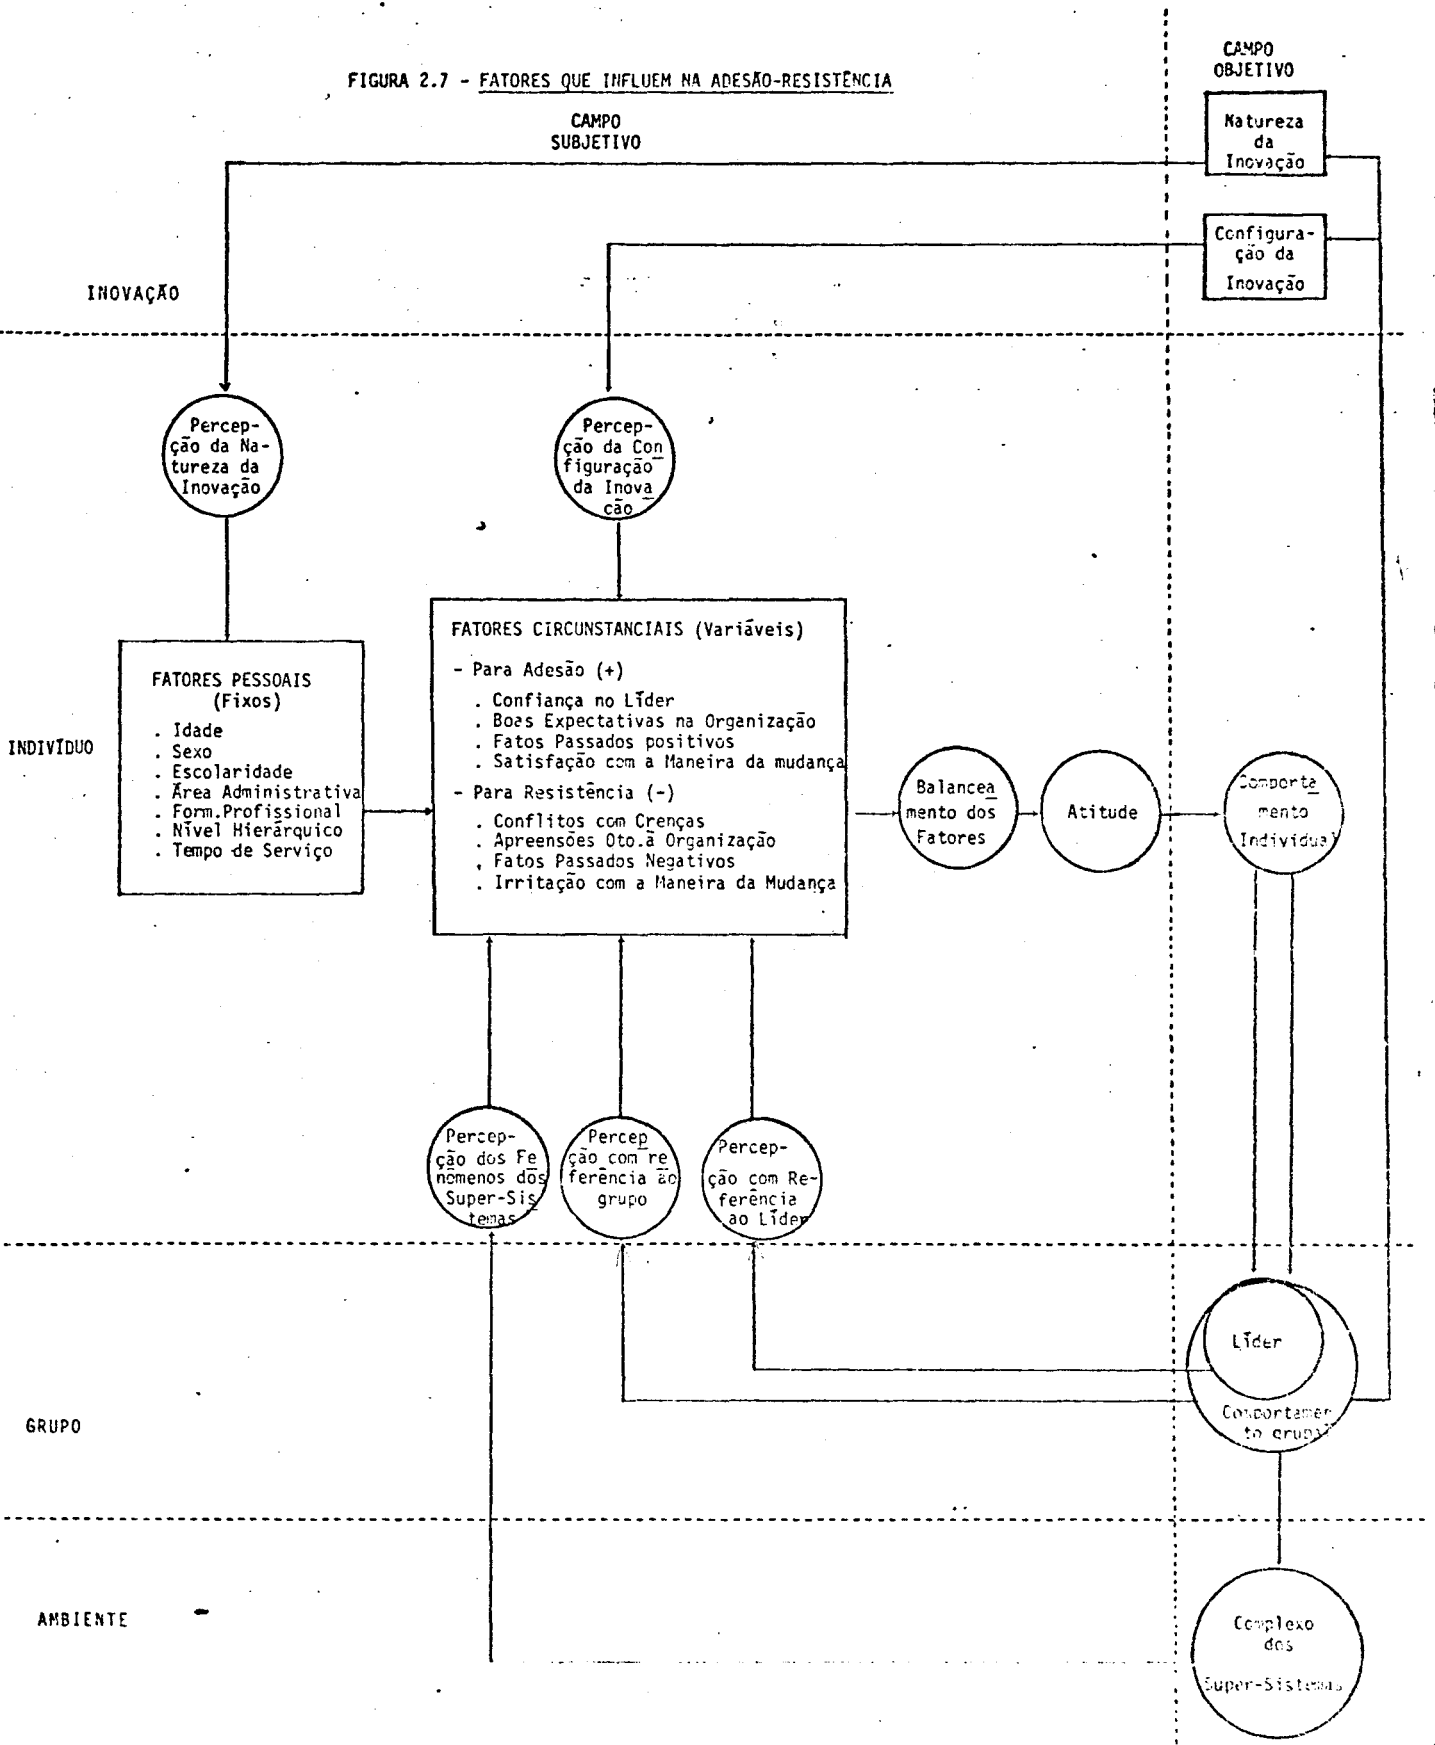 FIGURA 2.7 - FATORES QUE INFLUEM NA ADESÃO-RESISTÊNCIA
CAMPO
OBJETIVO
CAMPO
SUBJETIVO
Natureza
da
Inovação
Configura-
ção da
Inovação
INOVAÇÃO
Percep-
ção da Na-
tureza da
Inovação
Percep-
ção da Con
figuração
da Inova
cão
FATORES PESSOAIS
(Fixos)
. Idade
. Sexo
. Escolaridade
. Área Administrativa
. Form.Profissional
. Nível Hierárquico
. Tempo de Serviço
FATORES CIRCUNSTANCIAIS (Variáveis)
- Para Adesão (+)
. Confiança no Líder
. Boas Expectativas na Organização
. Fatos Passados positivos
. Satisfação com a Maneira da mudança
- Para Resistência (-)
. Conflitos com Crenças
. Apreensões Oto.à Organização
. Fatos Passados Negativos
. Irritação com a Maneira da Mudança
INDIVÍDUO
Balancea
mento dos
Fatores
Atitude
Comporta
mento
Individual
Percep-
ção dos Fe
nômenos dos
Super-Sis
temas
Percep
ção com re
ferência ao
grupo
Percep-
ção com Re-
ferência
ao Líder
Líder
Comportamen
to grupal
GRUPO
AMBIENTE
Complexo
dos
Super-Sistemas